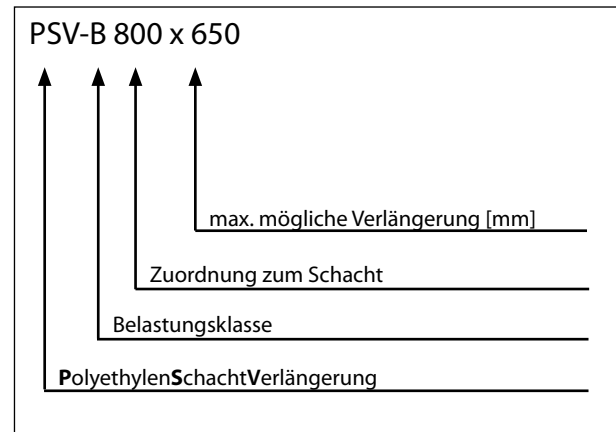 PSV-B 800 x 650
max. mögliche Verlängerung [mm]
Zuordnung zum Schacht
Belastungsklasse
PolyethylenSchachtVerlängerung